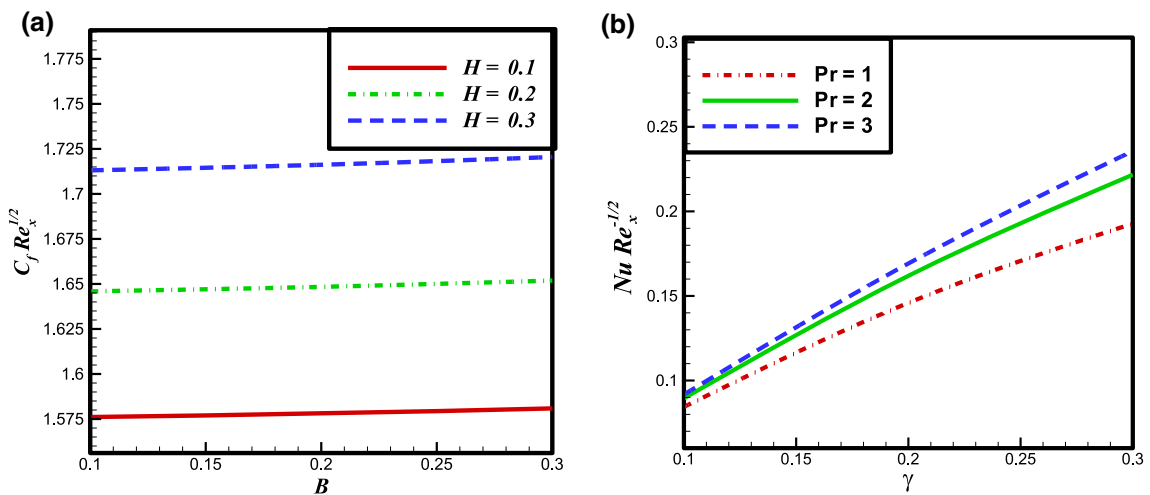 (a)
C_f Re_x^{1/2}
1.775
1.75
1.725
1.7
1.675
1.65
1.625
1.6
1.575
H = 0.1
H = 0.2
H = 0.3
0.1 0.15 0.2 0.25 0.3
B
(b)
Nu Re_x^{-1/2}
0.3
0.25
0.2
0.15
0.1
Pr = 1
Pr = 2
Pr = 3
0.1 0.15 0.2 0.25 0.3
γ